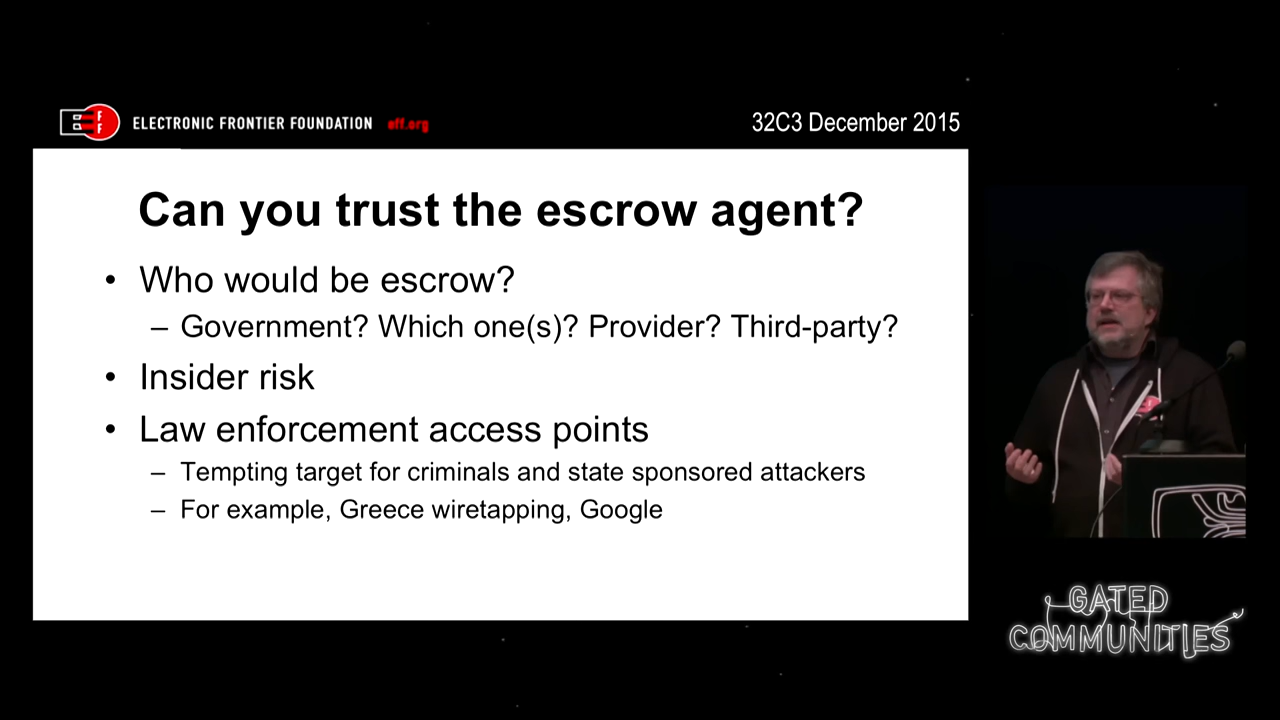 ELECTRONIC FRONTIER FOUNDATION eff.org
32C3 December 2015
Can you trust the escrow agent?
• Who would be escrow?
– Government? Which one(s)? Provider? Third-party?
• Insider risk
• Law enforcement access points
– Tempting target for criminals and state sponsored attackers
– For example, Greece wiretapping, Google
GATED
COMMUNITIES